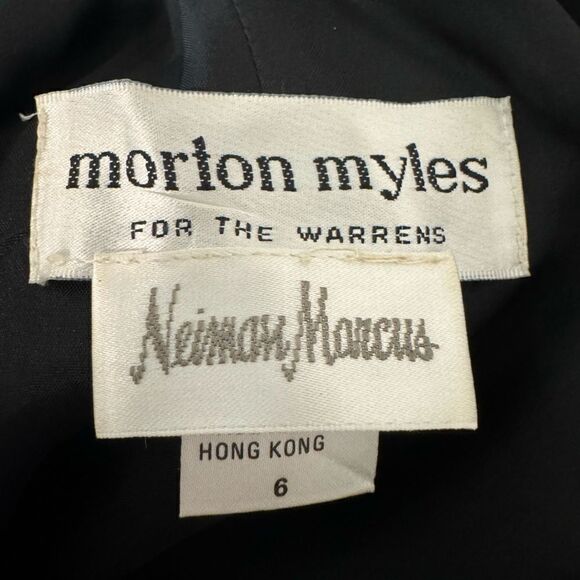 morton myles
FOR THE WARRENS
Neiman Marcus
HONG KONG
6